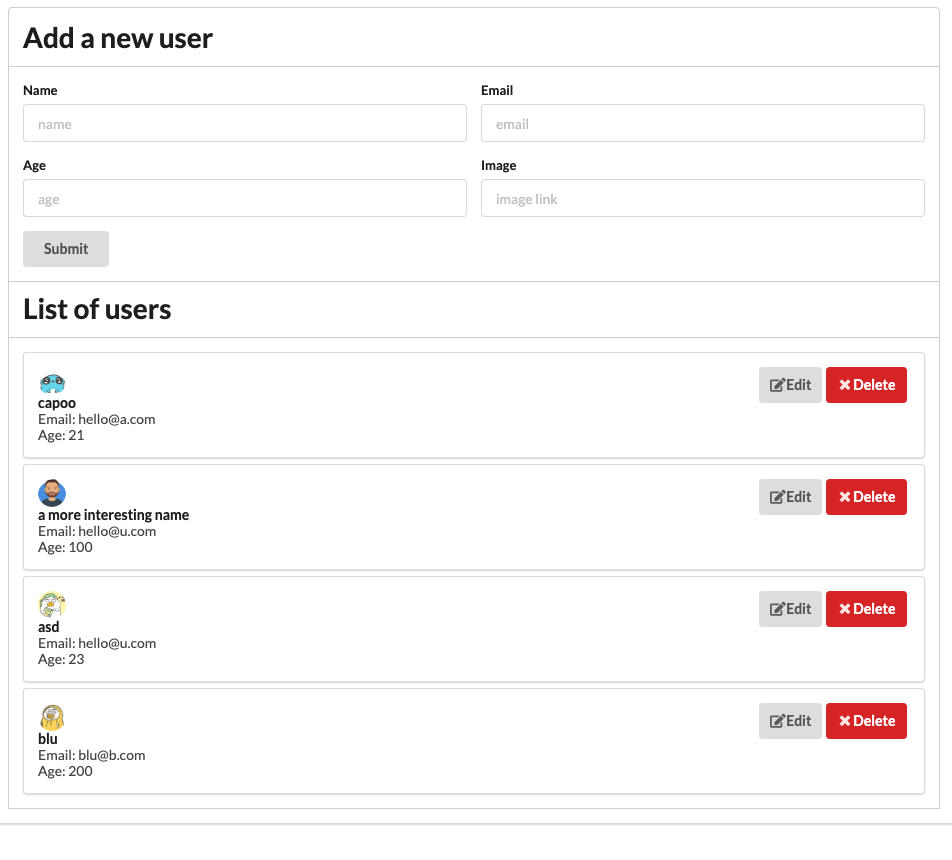 Add a new user
Name Email
name email
Age Image
age image link
Submit
List of users
Edit Delete
capoo
Email: hello@a.com
Age: 21
Edit Delete
a more interesting name
Email: hello@u.com
Age: 100
Edit Delete
asd
Email: hello@u.com
Age: 23
Edit Delete
blu
Email: blu@b.com
Age: 200